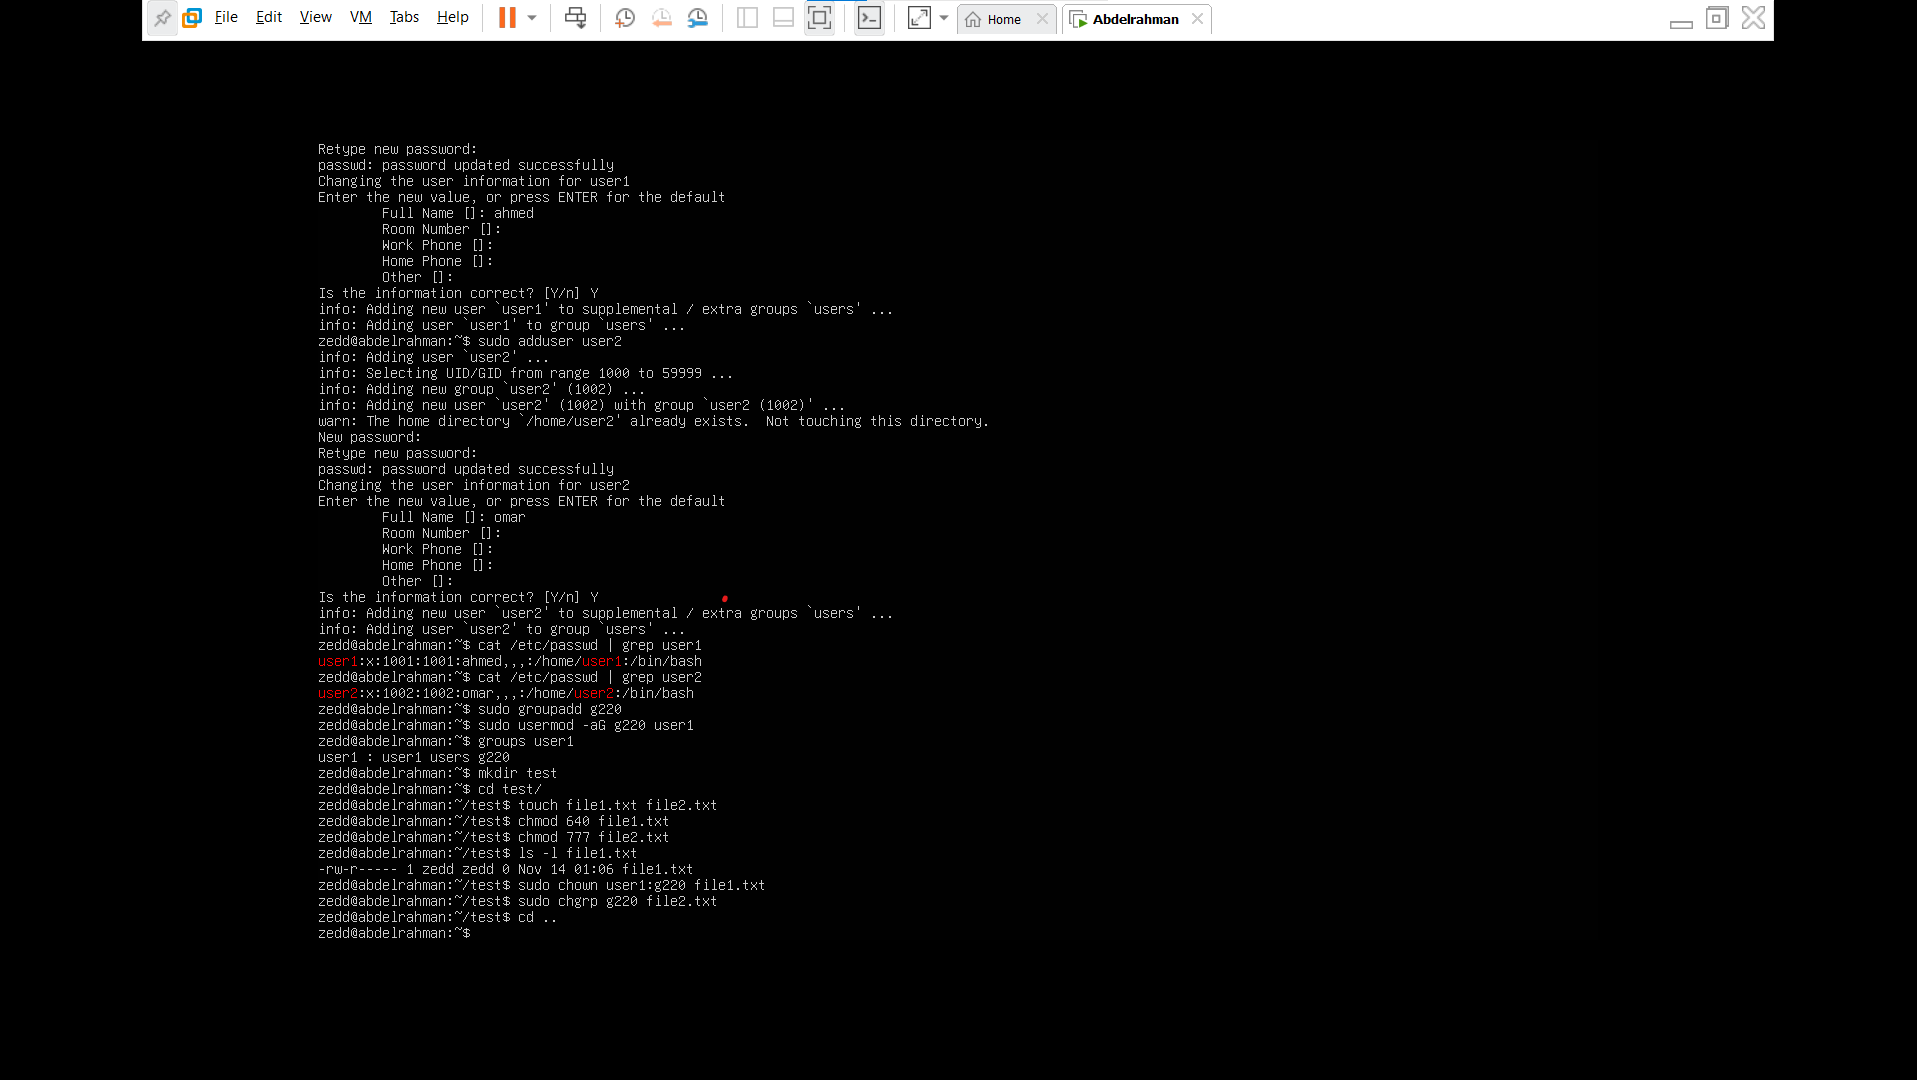 File Edit View VM Tabs Help Home Abdelrahman
Retype new password:
passwd: password updated successfully
Changing the user information for user1
Enter the new value, or press ENTER for the default
Full Name []: ahmed
Room Number []:
Work Phone []:
Home Phone []:
Other []:
Is the information correct? [Y/n] Y
info: Adding new user `user1' to supplemental / extra groups `users' ...
info: Adding user `user1' to group `users' ...
zedd@abdelrahman:~$ sudo adduser user2
info: Adding user `user2' ...
info: Selecting UID/GID from range 1000 to 59999 ...
info: Adding new group `user2' (1002) ...
info: Adding new user `user2' (1002) with group `user2 (1002)' ...
warn: The home directory `/home/user2' already exists.  Not touching this directory.
New password:
Retype new password:
passwd: password updated successfully
Changing the user information for user2
Enter the new value, or press ENTER for the default
Full Name []: omar
Room Number []:
Work Phone []:
Home Phone []:
Other []:
Is the information correct? [Y/n] Y
info: Adding new user `user2' to supplemental / extra groups `users' ...
info: Adding user `user2' to group `users' ...
zedd@abdelrahman:~$ cat /etc/passwd | grep user1
user1:x:1001:1001:ahmed,,,:/home/user1:/bin/bash
zedd@abdelrahman:~$ cat /etc/passwd | grep user2
user2:x:1002:1002:omar,,,:/home/user2:/bin/bash
zedd@abdelrahman:~$ sudo groupadd g220
zedd@abdelrahman:~$ sudo usermod -aG g220 user1
zedd@abdelrahman:~$ groups user1
user1 : user1 users g220
zedd@abdelrahman:~$ mkdir test
zedd@abdelrahman:~$ cd test/
zedd@abdelrahman:~/test$ touch file1.txt file2.txt
zedd@abdelrahman:~/test$ chmod 640 file1.txt
zedd@abdelrahman:~/test$ chmod 777 file2.txt
zedd@abdelrahman:~/test$ ls -l file1.txt
-rw-r----- 1 zedd zedd 0 Nov 14 01:06 file1.txt
zedd@abdelrahman:~/test$ sudo chown user1:g220 file1.txt
zedd@abdelrahman:~/test$ sudo chgrp g220 file2.txt
zedd@abdelrahman:~/test$ cd ..
zedd@abdelrahman:~$